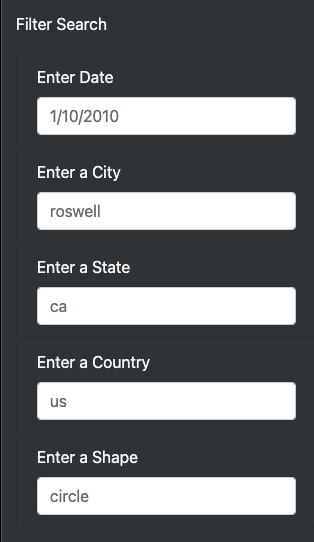 Filter Search
Enter Date
1/10/2010
Enter a City
roswell
Enter a State
ca
Enter a Country
us
Enter a Shape
circle